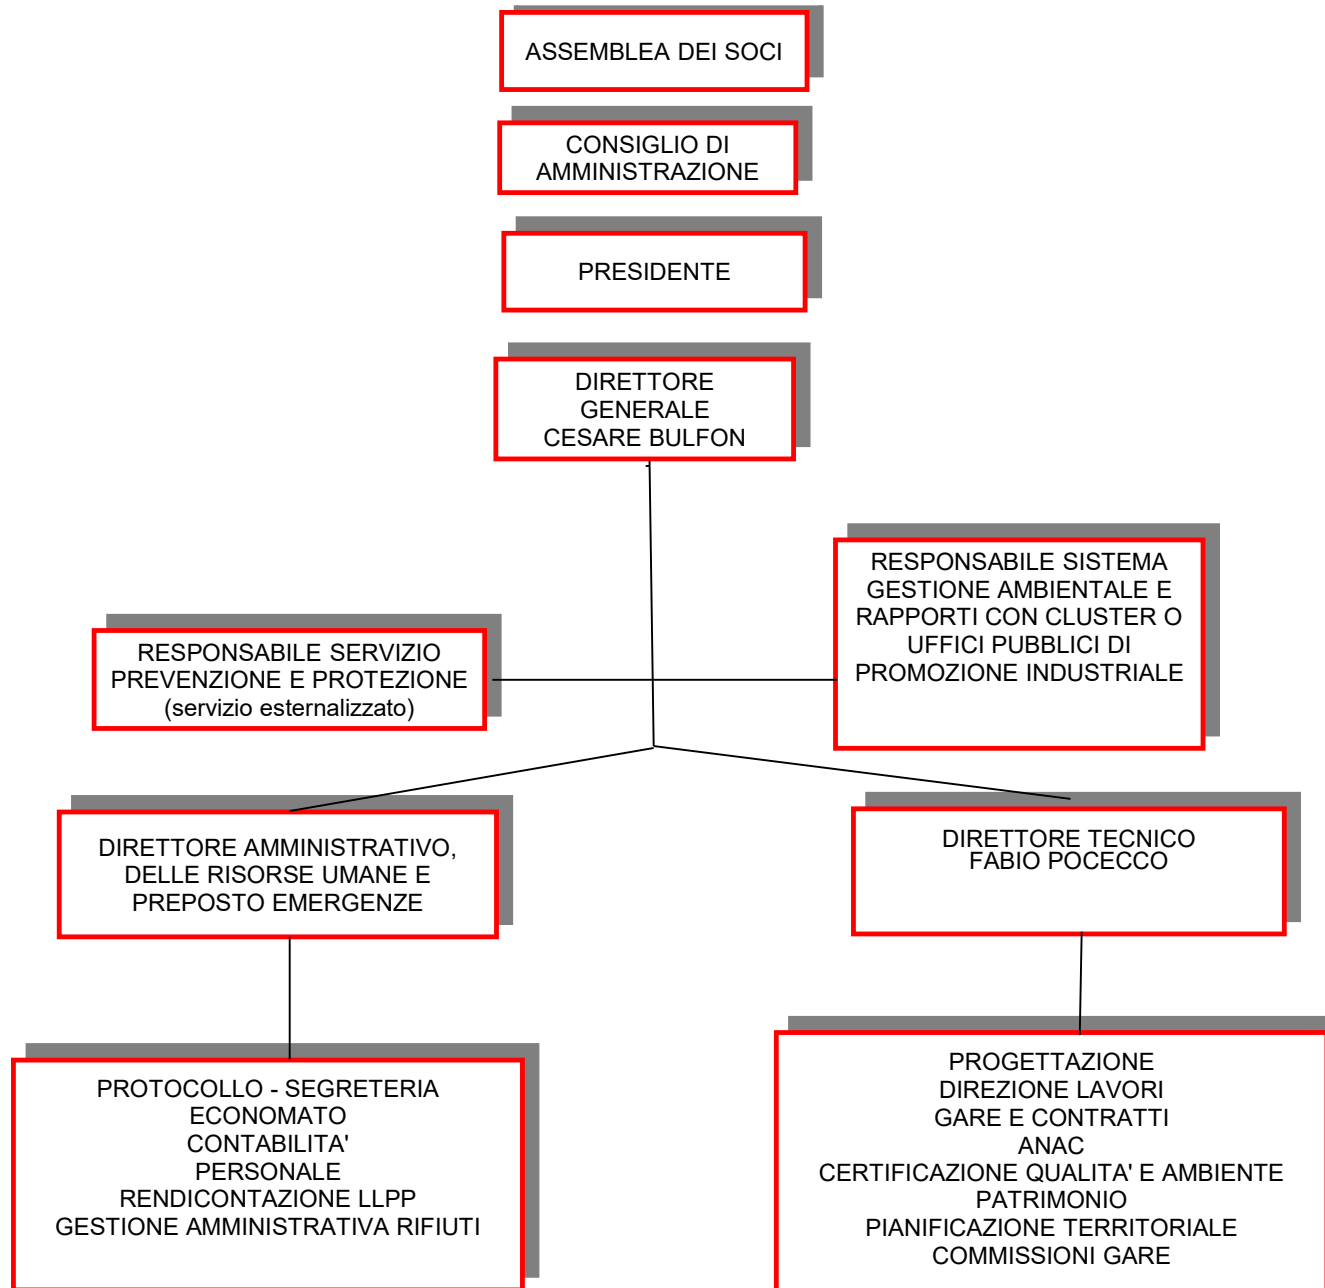 ASSEMBLEA DEI SOCI
CONSIGLIO DI
AMMINISTRAZIONE
PRESIDENTE
DIRETTORE
GENERALE
CESARE BULFON
RESPONSABILE SISTEMA
GESTIONE AMBIENTALE E
RAPPORTI CON CLUSTER O
UFFICI PUBBLICI DI
PROMOZIONE INDUSTRIALE
RESPONSABILE SERVIZIO
PREVENZIONE E PROTEZIONE
(servizio esternalizzato)
DIRETTORE AMMINISTRATIVO,
DELLE RISORSE UMANE E
PREPOSTO EMERGENZE
DIRETTORE TECNICO
FABIO POCECCO
PROTOCOLLO - SEGRETERIA
ECONOMATO
CONTABILITA'
PERSONALE
RENDICONTAZIONE LLPP
GESTIONE AMMINISTRATIVA RIFIUTI
PROGETTAZIONE
DIREZIONE LAVORI
GARE E CONTRATTI
ANAC
CERTIFICAZIONE QUALITA' E AMBIENTE
PATRIMONIO
PIANIFICAZIONE TERRITORIALE
COMMISSIONI GARE